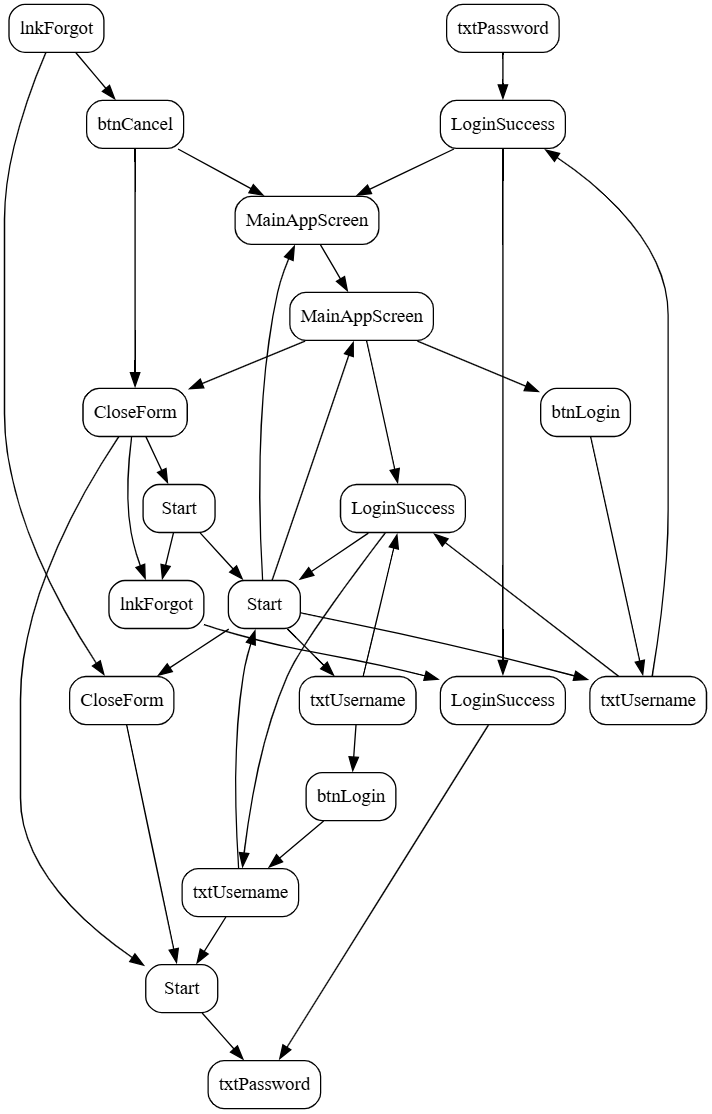 lnkForgot
txtPassword
btnCancel
LoginSuccess
MainAppScreen
MainAppScreen
CloseForm
btnLogin
Start
LoginSuccess
lnkForgot
Start
CloseForm
txtUsername
LoginSuccess
txtUsername
btnLogin
txtUsername
Start
txtPassword